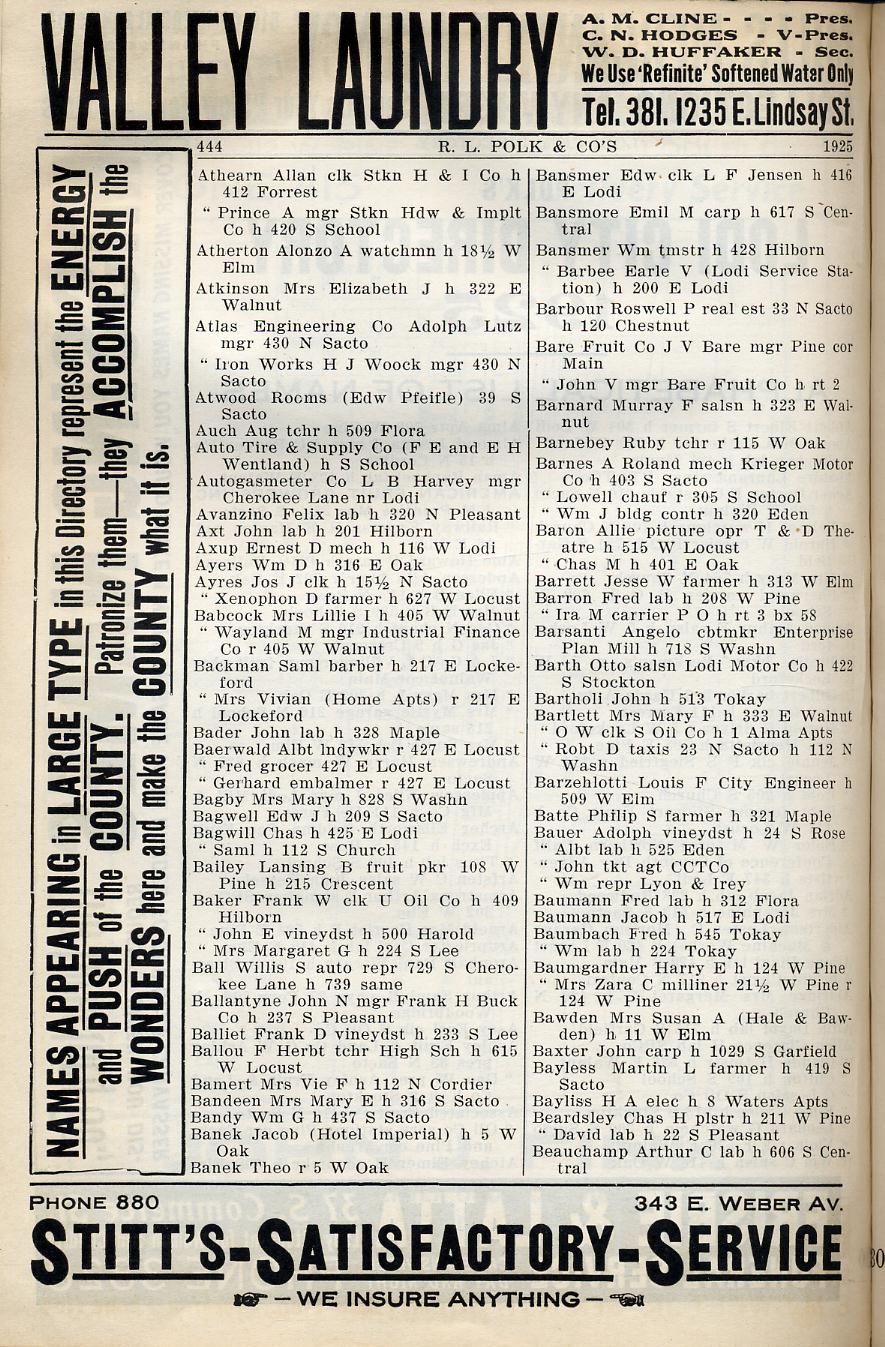 VALLEY LAUNDRY
A. M. CLINE - - - - Pres.
C. N. HODGES - V-Pres.
W. D. HUFFAKER - Sec.
We Use 'Refinite' Softened Water Only
Tel. 381. 1235 E. Lindsay St.
444 R. L. POLK & CO'S 1925
NAMES APPEARING in LARGE TYPE in this Directory represent the ENERGY
and PUSH of the COUNTY. Patronize them—they ACCOMPLISH the
WONDERS here and make the COUNTY what it is.
Athearn Allan clk Stkn H & I Co h
412 Forrest
" Prince A mgr Stkn Hdw & Implt
Co h 420 S School
Atherton Alonzo A watchmn h 18½ W
Elm
Atkinson Mrs Elizabeth J h 322 E
Walnut
Atlas Engineering Co Adolph Lutz
mgr 430 N Sacto
" Iron Works H J Woock mgr 430 N
Sacto
Atwood Rooms (Edw Pfeifle) 39 S
Sacto
Auch Aug tchr h 509 Flora
Auto Tire & Supply Co (F E and E H
Wentland) h S School
Autogasmeter Co L B Harvey mgr
Cherokee Lane nr Lodi
Avanzino Felix lab h 320 N Pleasant
Axt John lab h 201 Hilborn
Axup Ernest D mech h 116 W Lodi
Ayers Wm D h 316 E Oak
Ayres Jos J clk h 15½ N Sacto
" Xenophon D farmer h 627 W Locust
Babcock Mrs Lillie I h 405 W Walnut
" Wayland M mgr Industrial Finance
Co r 405 W Walnut
Backman Saml barber h 217 E Locke-
ford
" Mrs Vivian (Home Apts) r 217 E
Lockeford
Bader John lab h 328 Maple
Baerwald Albt lndywkr r 427 E Locust
" Fred grocer 427 E Locust
" Gerhard embalmer r 427 E Locust
Bagby Mrs Mary h 828 S Washn
Bagwell Edw J h 209 S Sacto
Bagwill Chas h 425 E Lodi
" Saml h 112 S Church
Bailey Lansing B fruit pkr 108 W
Pine h 215 Crescent
Baker Frank W clk U Oil Co h 409
Hilborn
" John E vineydst h 500 Harold
" Mrs Margaret G h 224 S Lee
Ball Willis S auto repr 729 S Chero-
kee Lane h 739 same
Ballantyne John N mgr Frank H Buck
Co h 237 S Pleasant
Balliet Frank D vineydst h 233 S Lee
Ballou F Herbt tchr High Sch h 615
W Locust
Bamert Mrs Vie F h 112 N Cordier
Bandeen Mrs Mary E h 316 S Sacto
Bandy Wm G h 437 S Sacto
Banek Jacob (Hotel Imperial) h 5 W
Oak
Banek Theo r 5 W Oak
Bansmer Edw clk L F Jensen h 416
E Lodi
Bansmore Emil M carp h 617 S Cen-
tral
Bansmer Wm tmstr h 428 Hilborn
" Barbee Earle V (Lodi Service Sta-
tion) h 200 E Lodi
Barbour Roswell P real est 33 N Sacto
h 120 Chestnut
Bare Fruit Co J V Bare mgr Pine cor
Main
" John V mgr Bare Fruit Co h rt 2
Barnard Murray F salsn h 323 E Wal-
nut
Barnebey Ruby tchr r 115 W Oak
Barnes A Roland mech Krieger Motor
Co h 403 S Sacto
" Lowell chauf r 305 S School
" Wm J bldg contr h 320 Eden
Baron Allie picture opr T & D The-
atre h 515 W Locust
" Chas M h 401 E Oak
Barrett Jesse W farmer h 313 W Elm
Barron Fred lab h 208 W Pine
" Ira M carrier P O h rt 3 bx 58
Barsanti Angelo cbtmkr Enterprise
Plan Mill h 718 S Washn
Barth Otto salsn Lodi Motor Co h 422
S Stockton
Bartholi John h 513 Tokay
Bartlett Mrs Mary F h 333 E Walnut
" O W clk S Oil Co h 1 Alma Apts
" Robt D taxis 23 N Sacto h 112 N
Washn
Barzehlotti Louis F City Engineer h
509 W Elm
Batte Philip S farmer h 321 Maple
Bauer Adolph vineydst h 24 S Rose
" Albt lab h 525 Eden
" John tkt agt CCTCo
" Wm repr Lyon & Irey
Baumann Fred lab h 312 Flora
Baumann Jacob h 517 E Lodi
Baumbach Fred h 545 Tokay
" Wm lab h 224 Tokay
Baumgardner Harry E h 124 W Pine
" Mrs Zara C milliner 21½ W Pine r
124 W Pine
Bawden Mrs Susan A (Hale & Baw-
den) h 11 W Elm
Baxter John carp h 1029 S Garfield
Bayless Martin L farmer h 419 S
Sacto
Bayliss H A elec h 8 Waters Apts
Beardsley Chas H plstr h 211 W Pine
" David lab h 22 S Pleasant
Beauchamp Arthur C lab h 606 S Cen-
tral
PHONE 880 343 E. WEBER AV.
STITT'S-SATISFACTORY-SERVICE
— WE INSURE ANYTHING —